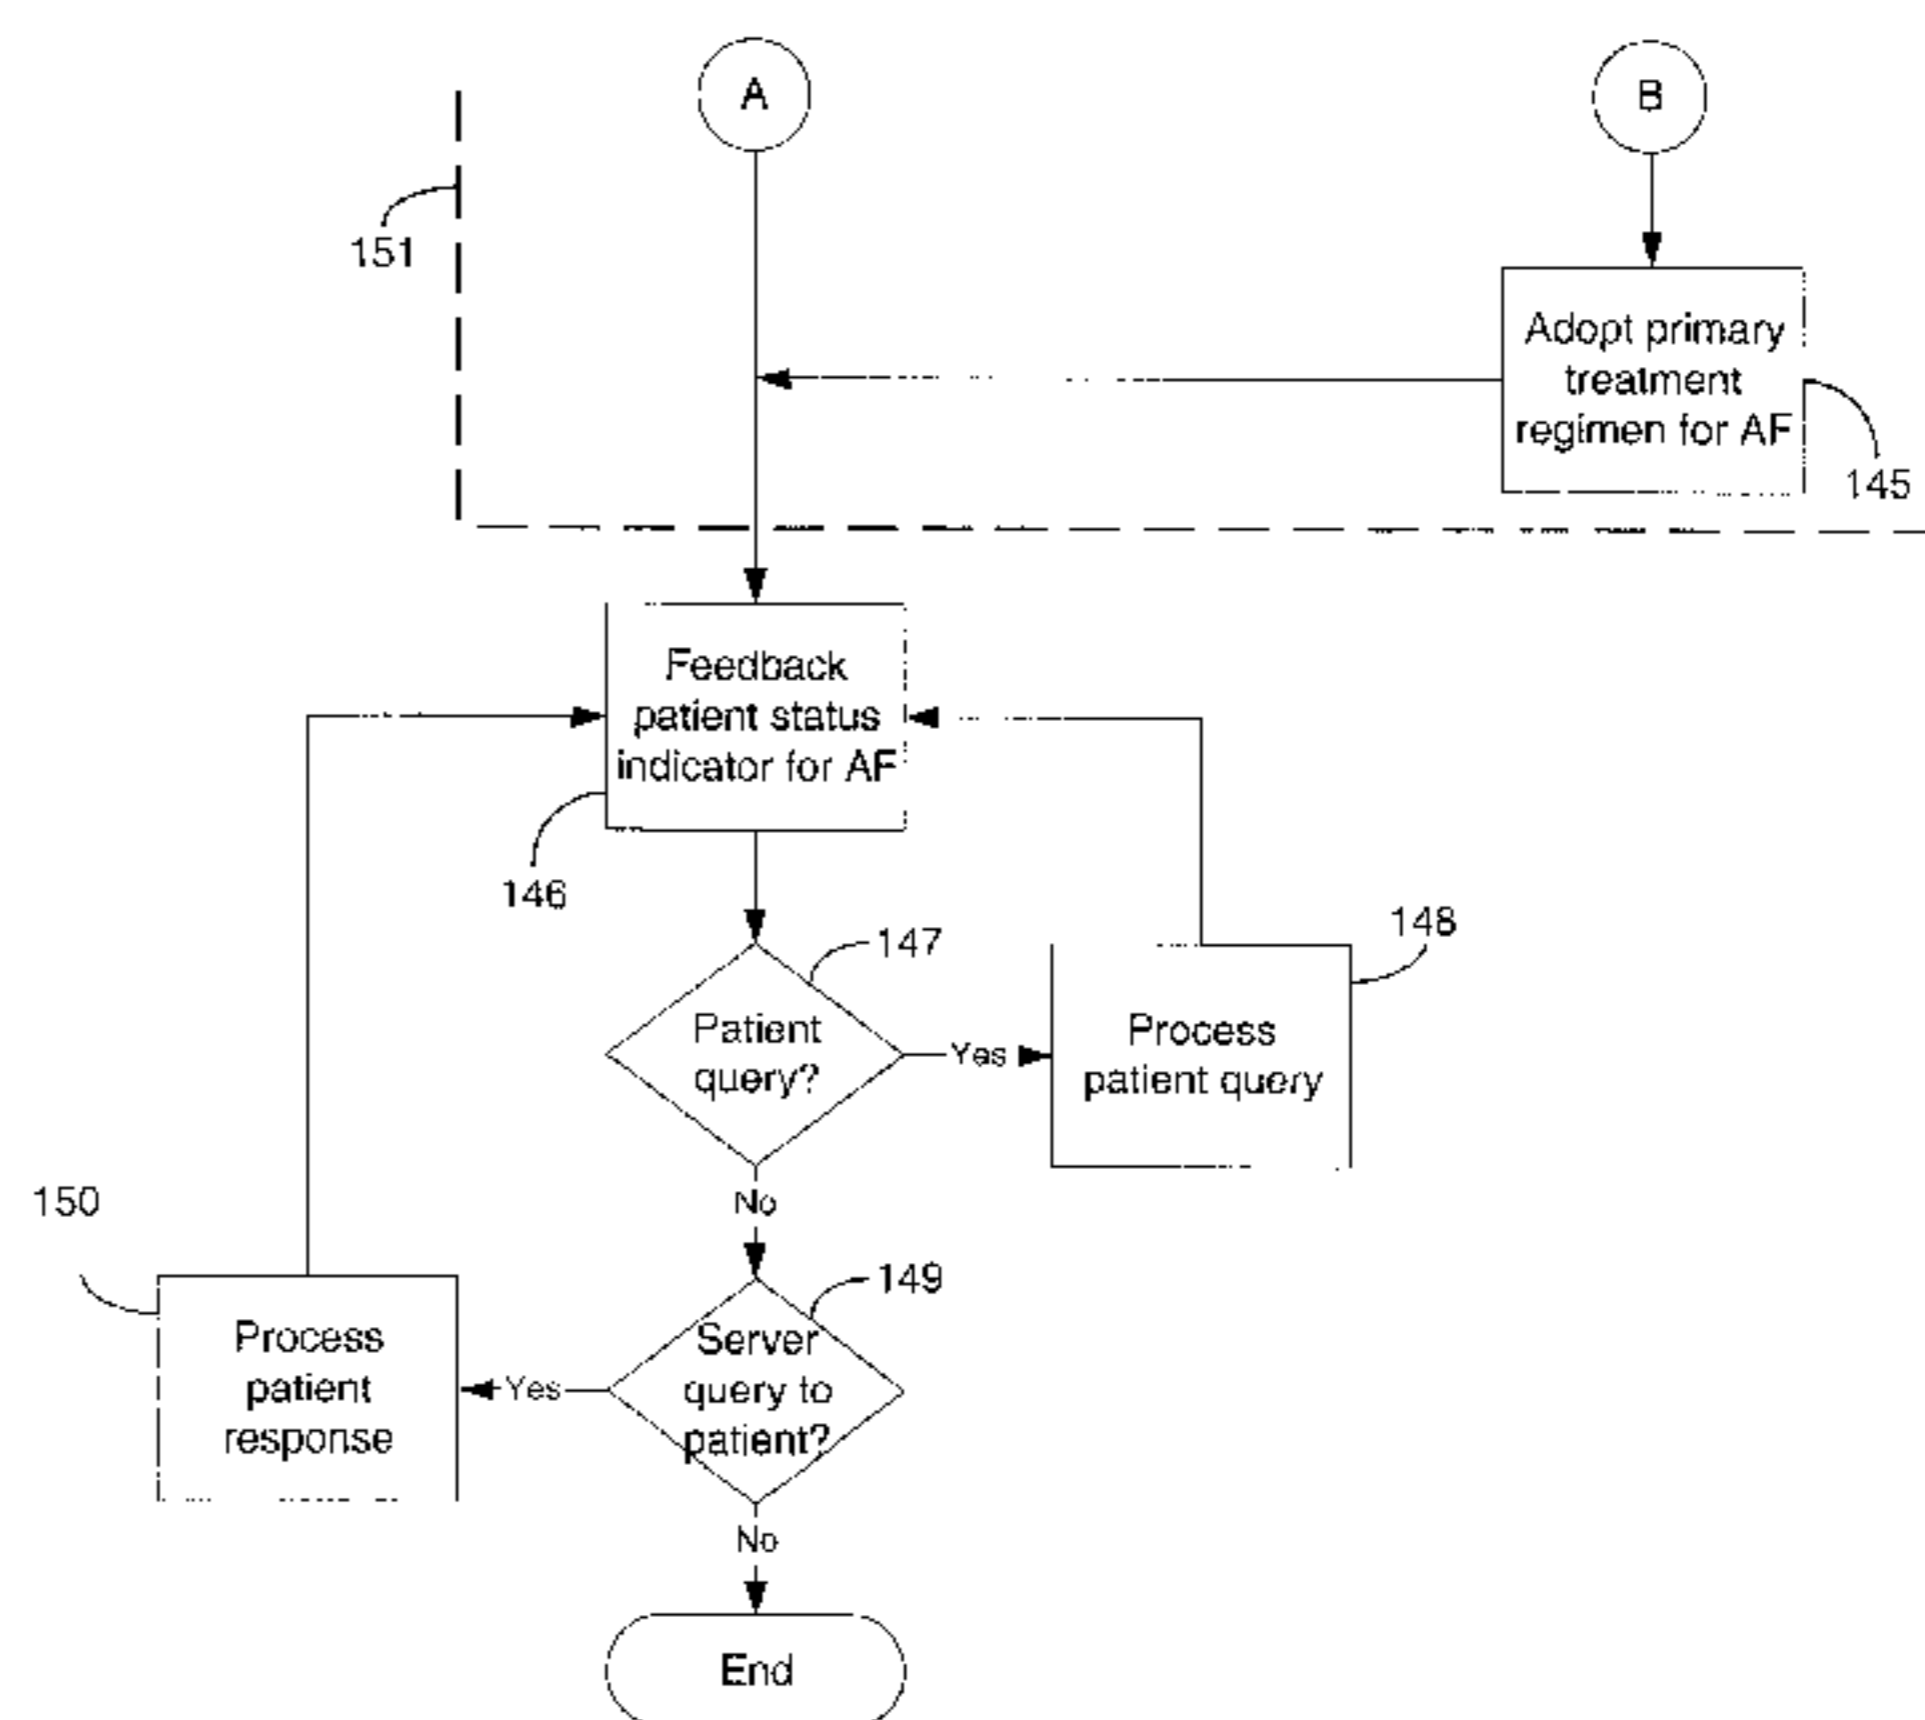 A
B
151
Adopt primary
treatment
regimen for AF
145
Feedback
patient status
indicator for AF
146
147
148
Patient
query?
Yes
Process
patient query
No
150
149
Server
query to
patient?
Yes
Process
patient
response
No
End